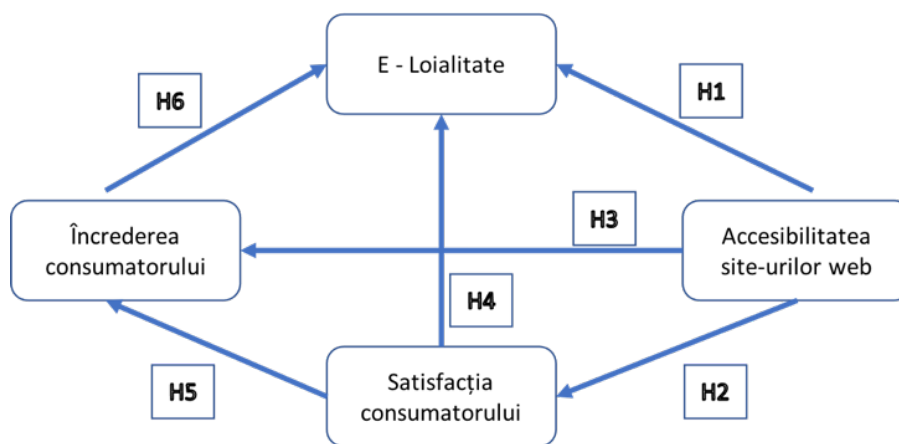 E - Loialitate
H6
H1
Încrederea
consumatorului
H3
Accesibilitatea
site-urilor web
H4
H5
Satisfacția
consumatorului
H2